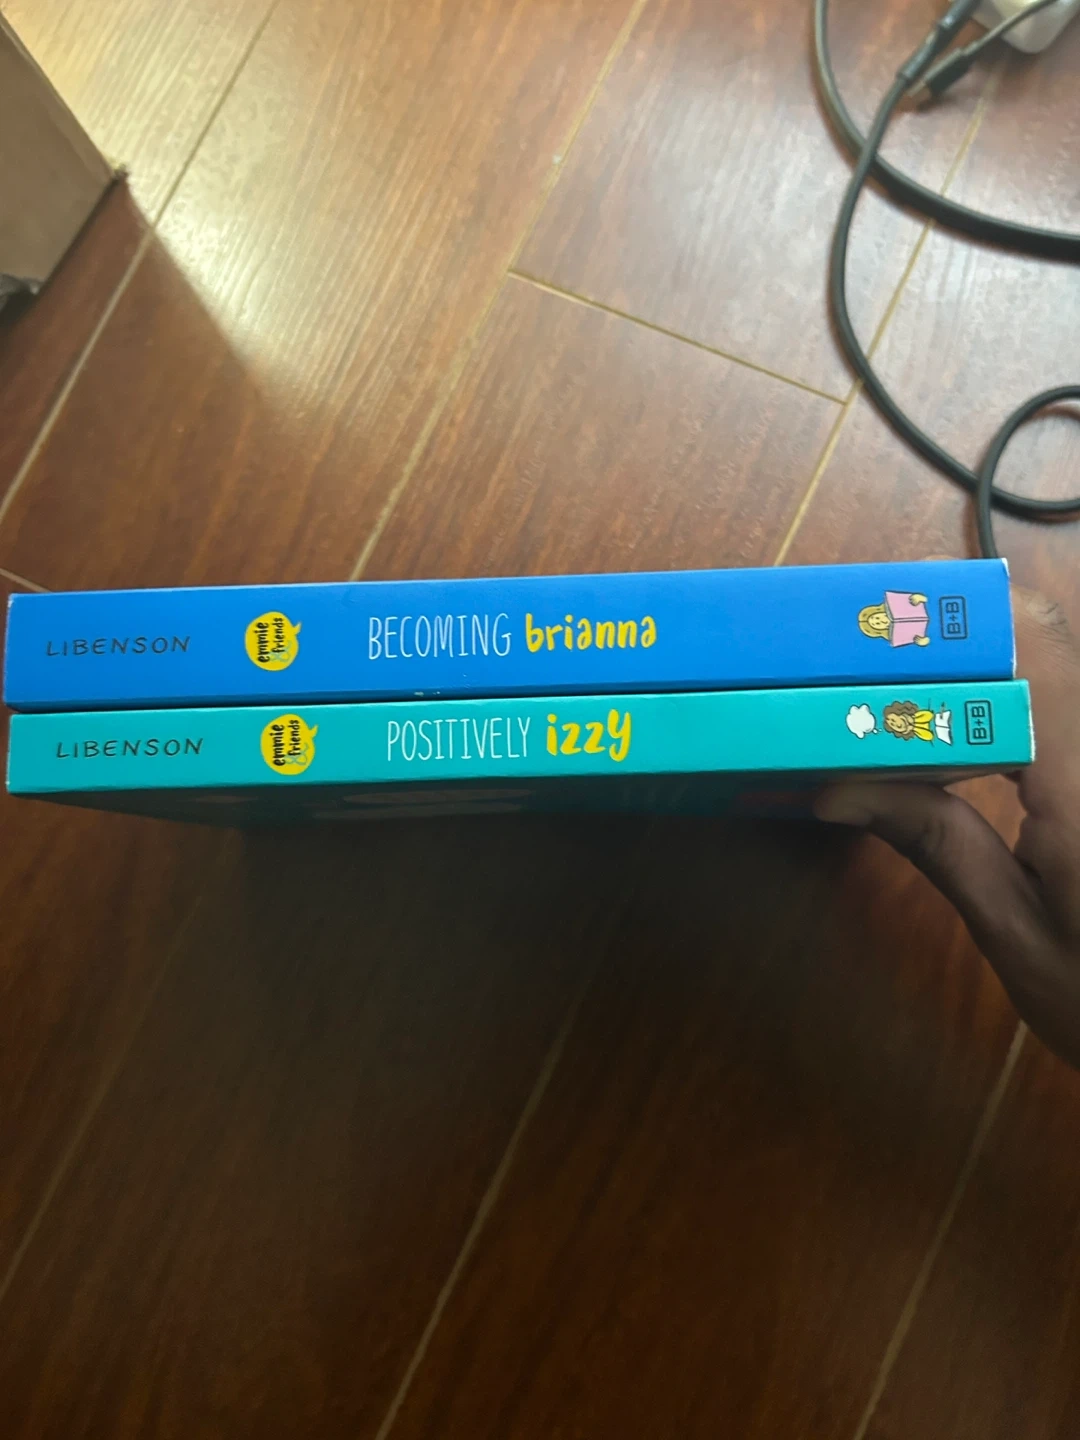 LIBENSON emmie & friends BECOMING brianna B+B
LIBENSON emmie & friends POSITIVELY izzy B+B